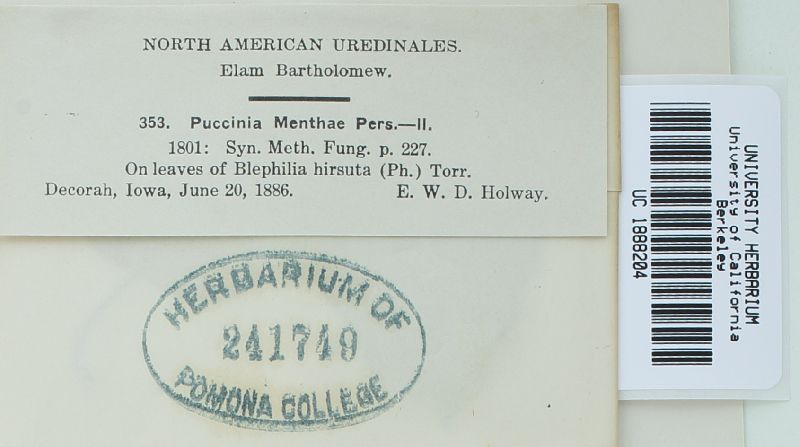 NORTH AMERICAN UREDINALES.
Elam Bartholomew.
353. Puccinia Menthae Pers.—II.
1801: Syn. Meth. Fung. p. 227.
On leaves of Blephilia hirsuta (Ph.) Torr.
Decorah, Iowa, June 20, 1886. E. W. D. Holway.
HERBARIUM OF
241749
POMONA COLLEGE
UNIVERSITY HERBARIUM
University of California
Berkeley
UC 1888204